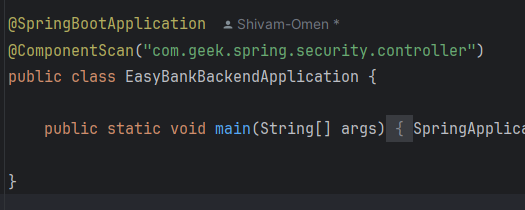 @SpringBootApplication Shivam-Omen *
@ComponentScan("com.geek.spring.security.controller")
public class EasyBankBackendApplication {
public static void main(String[] args) { SpringApplica
}